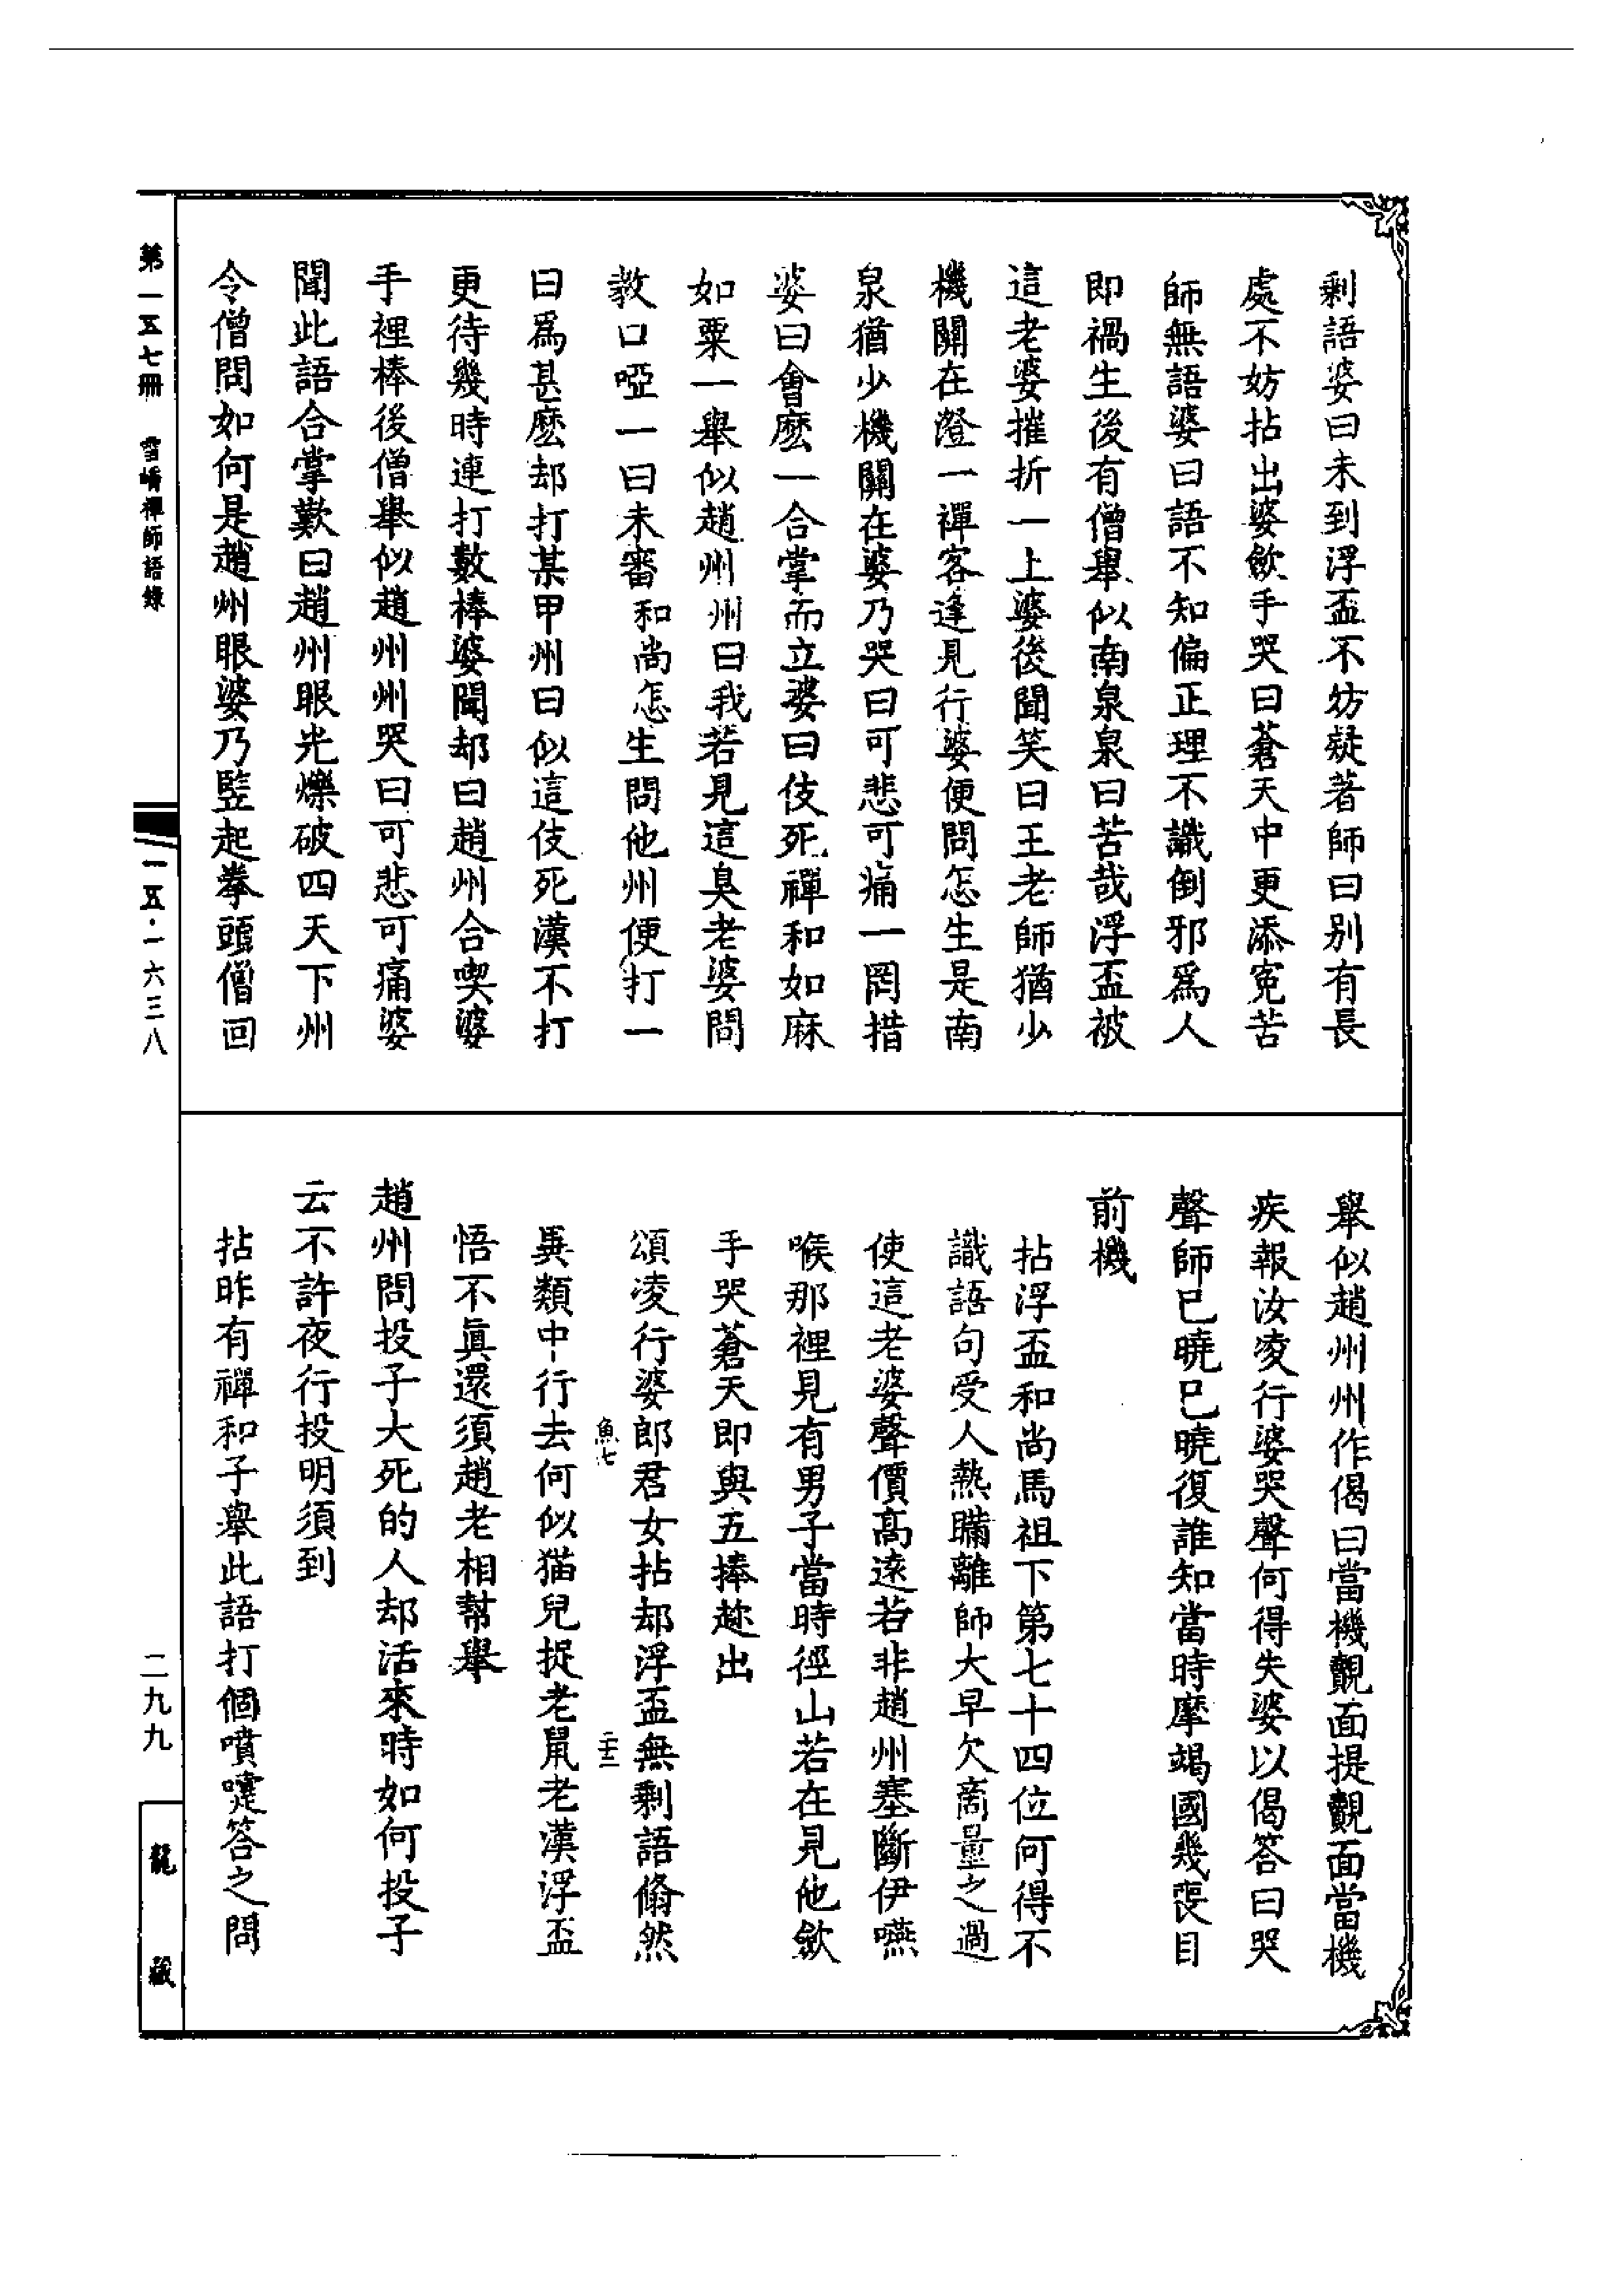 剩語婆曰未到浮盃不妨疑著師曰别有長
處不妨拈出婆斂手哭曰蒼天中更添寃苦
師無語婆曰語不知偏正理不識倒邪爲人
即禍生後有僧舉似南泉泉曰苦哉浮盃被
這老婆摧折一上婆後聞笑曰王老師猶少
機關在澄一禪客逢見行婆便問怎生是南
泉猶少機關在婆乃哭曰可悲可痛一罔措
婆曰會麽一合掌而立婆曰伎死禪和如麻
如粟一舉似趙州州曰我若見這臭老婆問
教口啞一曰未審和尚怎生問他州便打一
曰爲甚麽却打某甲州曰似這伎死漢不打
更待幾時連打數棒婆聞却曰趙州合喫婆
手裡棒後僧舉似趙州州哭曰可悲可痛婆
聞此語合掌歎曰趙州眼光爍破四天下州
令僧問如何是趙州眼婆乃竪起拳頭僧回
舉似趙州州作偈曰當機覿面提覿面當機
疾報汝凌行婆哭聲何得失婆以偈答曰哭
聲師已曉已曉復誰知當時摩竭國幾喪目
前機
拈浮盃和尚馬祖下第七十四位何得不
識語句受人熱瞞離師大早欠商量之過
使這老婆聲價高遠若非趙州塞斷伊嚥
喉那裡見有男子當時徑山若在見他斂
手哭蒼天即與五捧趂出
頌凌行婆郎君女拈却浮盃無剩語翛然
魚七 二十三
異類中行去何似猫兒捉老鼠老漢浮盃
悟不眞還須趙老相幫舉
趙州問投子大死的人却活來時如何投子
云不許夜行投明須到
拈昨有禪和子舉此語打個噴嚏答之問
第一五七冊 雪嶠禪師語錄
一五·一六三八
二九九
龍藏